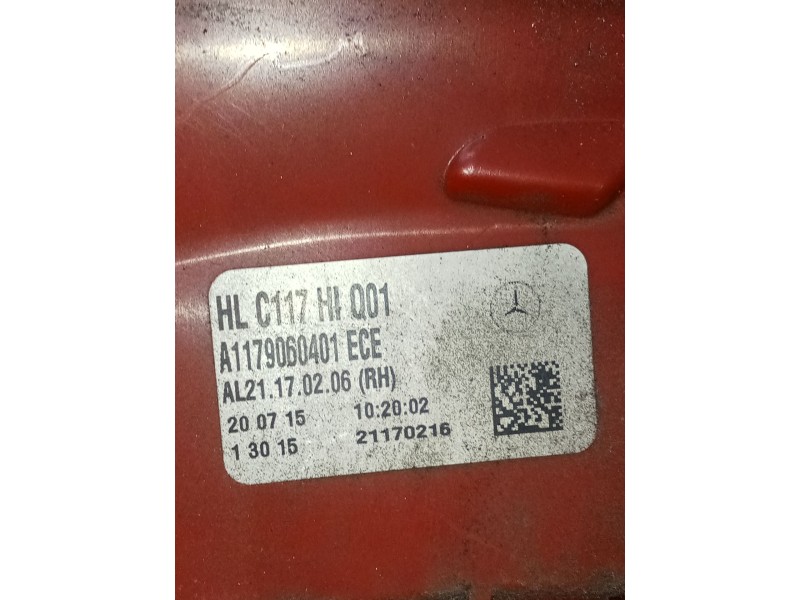 HL C117 HI Q01
A1179060401 ECE
AL21.17.02.06 (RH)
20 07 15 10:20:02
1 30 15 21170216